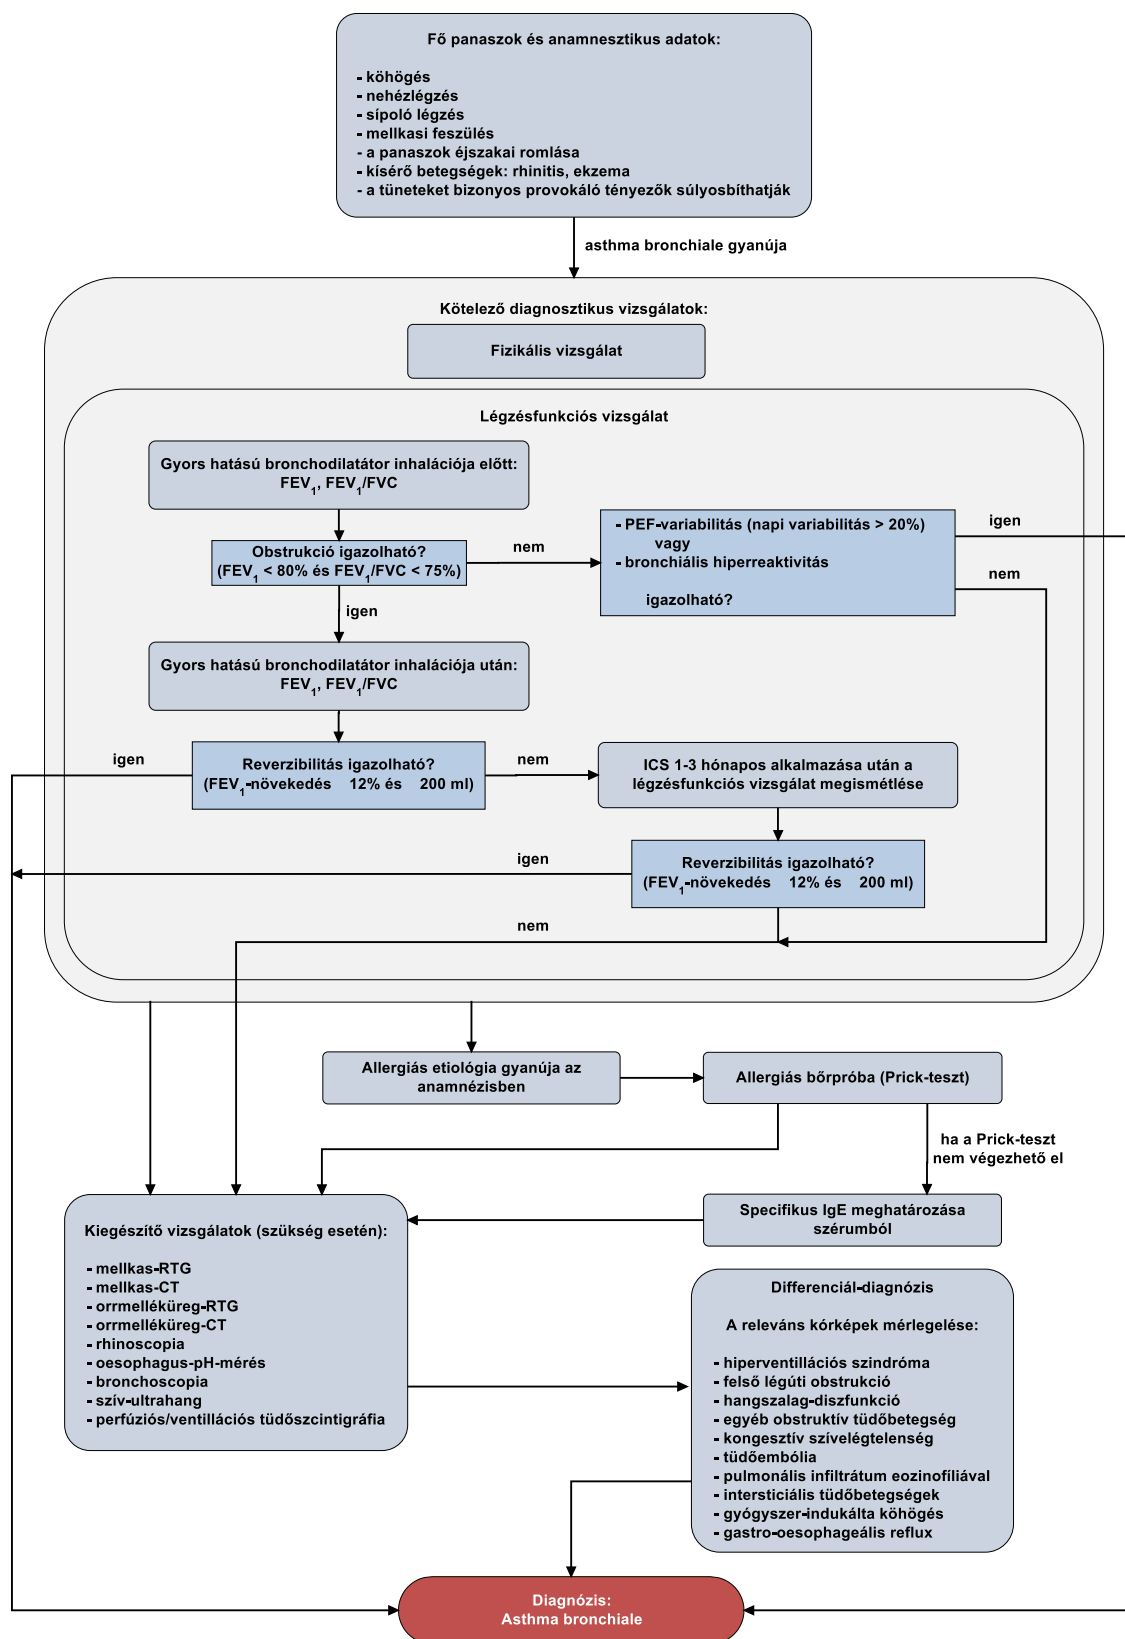 Fő panaszok és anamnesztikus adatok:
- köhögés
- nehézlégzés
- sípoló légzés
- mellkasi feszülés
- a panaszok éjszakai romlása
- kísérő betegségek: rhinitis, ekzema
- a tüneteket bizonyos provokáló tényezők súlyosbíthatják
asthma bronchiale gyanúja
Kötelező diagnosztikus vizsgálatok:
Fizikális vizsgálat
Légzésfunkciós vizsgálat
Gyors hatású bronchodilatátor inhalációja előtt:
FEV1, FEV1/FVC
Obstrukció igazolható?
(FEV1 < 80% és FEV1/FVC < 75%)
nem
- PEF-variabilitás (napi variabilitás > 20%)
vagy
- bronchiális hiperreaktivitás
igazolható?
igen
nem
igen
Gyors hatású bronchodilatátor inhalációja után:
FEV1, FEV1/FVC
igen
Reverzibilitás igazolható?
(FEV1-növekedés 12% és 200 ml)
nem
ICS 1-3 hónapos alkalmazása után a
légzésfunkciós vizsgálat megismétlése
igen
Reverzibilitás igazolható?
(FEV1-növekedés 12% és 200 ml)
nem
Allergiás etiológia gyanúja az
anamnézisben
Allergiás bőrpróba (Prick-teszt)
ha a Prick-teszt
nem végezhető el
Specifikus IgE meghatározása
szérumból
Kiegészítő vizsgálatok (szükség esetén):
- mellkas-RTG
- mellkas-CT
- orrmelléküreg-RTG
- orrmelléküreg-CT
- rhinoscopia
- oesophagus-pH-mérés
- bronchoscopia
- szív-ultrahang
- perfúziós/ventillációs tüdőszcintigráfia
Differenciál-diagnózis
A releváns kórképek mérlegelése:
- hiperventillációs szindróma
- felső légúti obstrukció
- hangszalag-diszfunkció
- egyéb obstruktív tüdőbetegség
- kongesztív szívelégtelenség
- tüdőembólia
- pulmonális infiltrátum eozinofíliával
- intersticiális tüdőbetegségek
- gyógyszer-indukálta köhögés
- gastro-oesophageális reflux
Diagnózis:
Asthma bronchiale